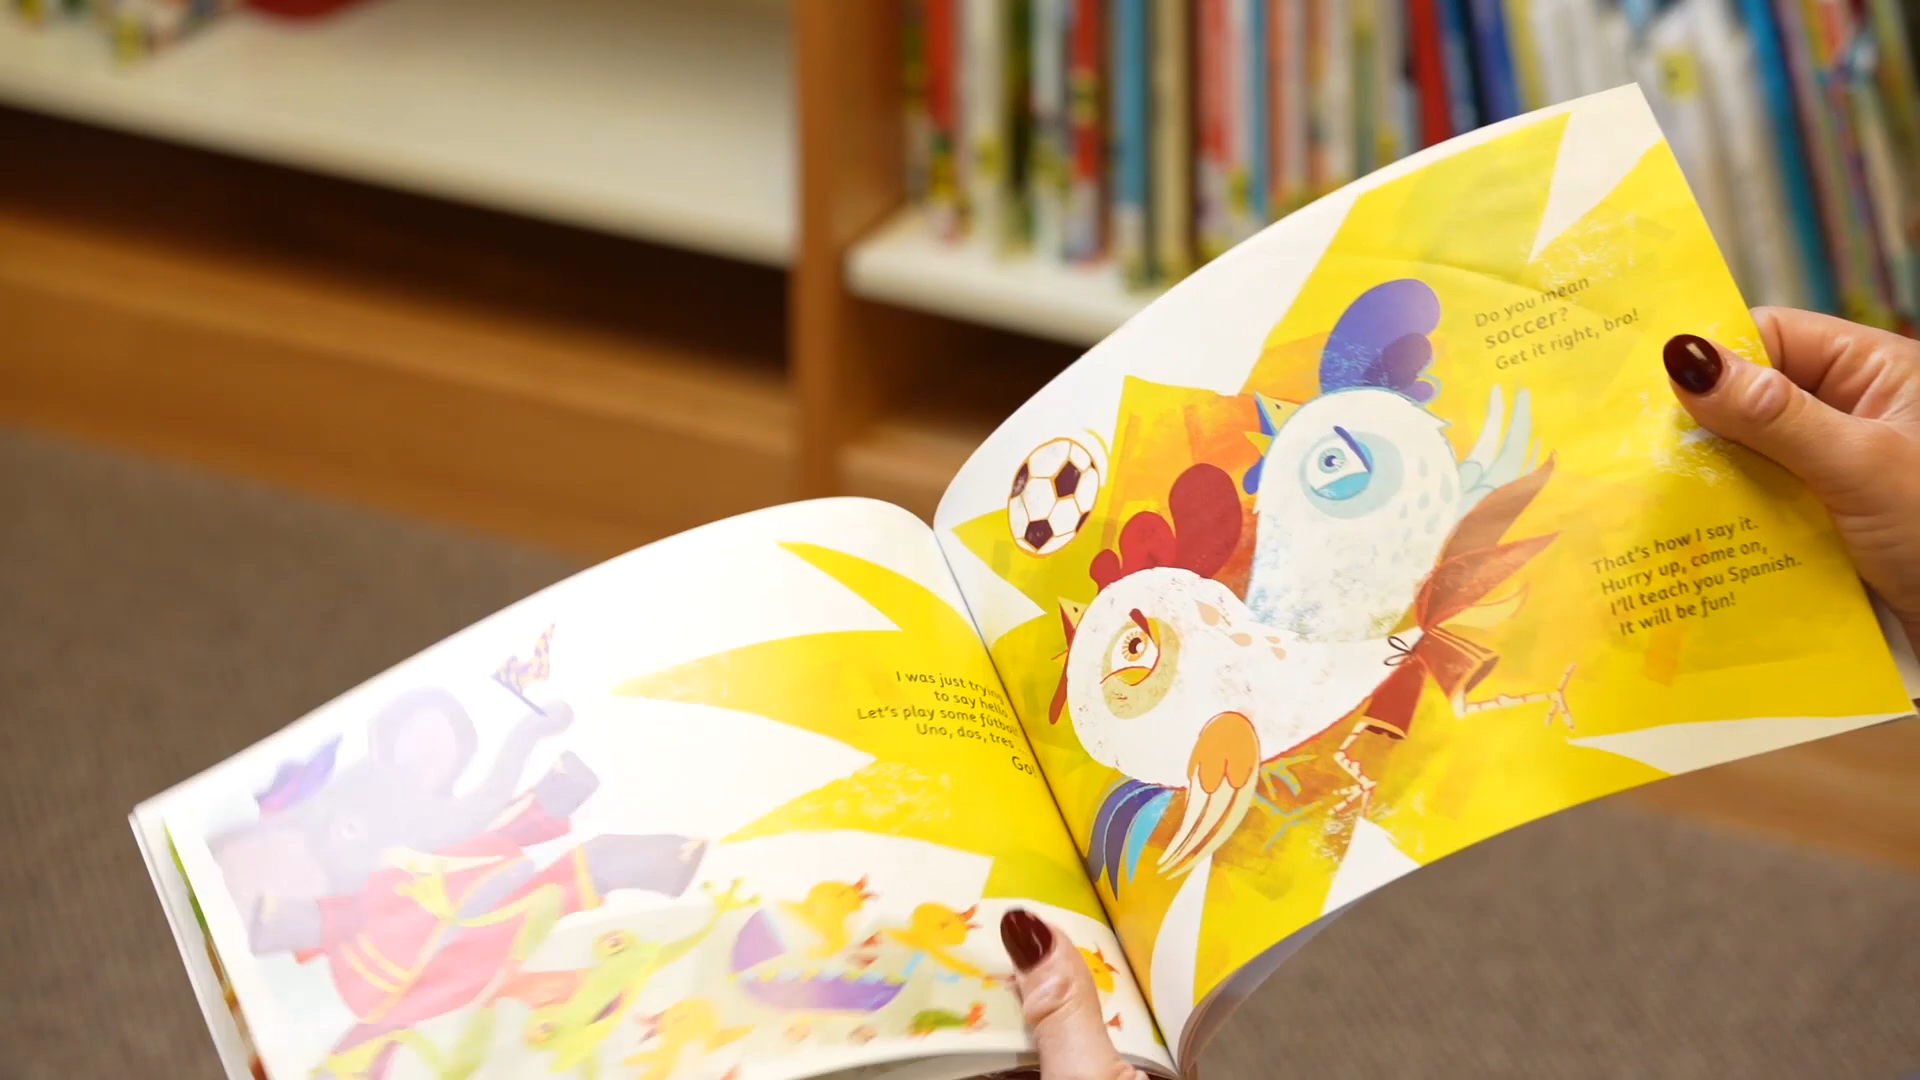 I was just trying
to say hello.
Let's play some fútbol!
Uno, dos, tres ...
Go!
Do you mean
soccer?
Get it right, bro!
That's how I say it.
Hurry up, come on,
I'll teach you Spanish.
It will be fun!